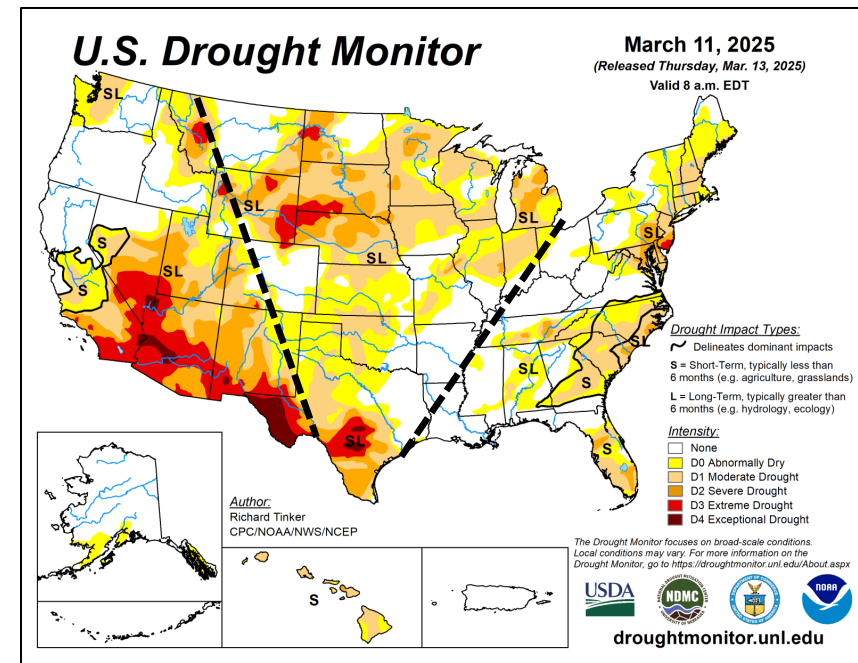 U.S. Drought Monitor
March 11, 2025
(Released Thursday, Mar. 13, 2025)
Valid 8 a.m. EDT
SL
SL
SL
SL
S
SL
SL
S
SL
SL
SL
S
SL
S
Drought Impact Types:
Delineates dominant impacts
S = Short-Term, typically less than
6 months (e.g. agriculture, grasslands)
L = Long-Term, typically greater than
6 months (e.g. hydrology, ecology)
Intensity:
None
D0 Abnormally Dry
D1 Moderate Drought
D2 Severe Drought
D3 Extreme Drought
D4 Exceptional Drought
Author:
Richard Tinker
CPC/NOAA/NWS/NCEP
S
The Drought Monitor focuses on broad-scale conditions.
Local conditions may vary. For more information on the
Drought Monitor, go to https://droughtmonitor.unl.edu/About.aspx
USDA
NDMC
NOAA
droughtmonitor.unl.edu